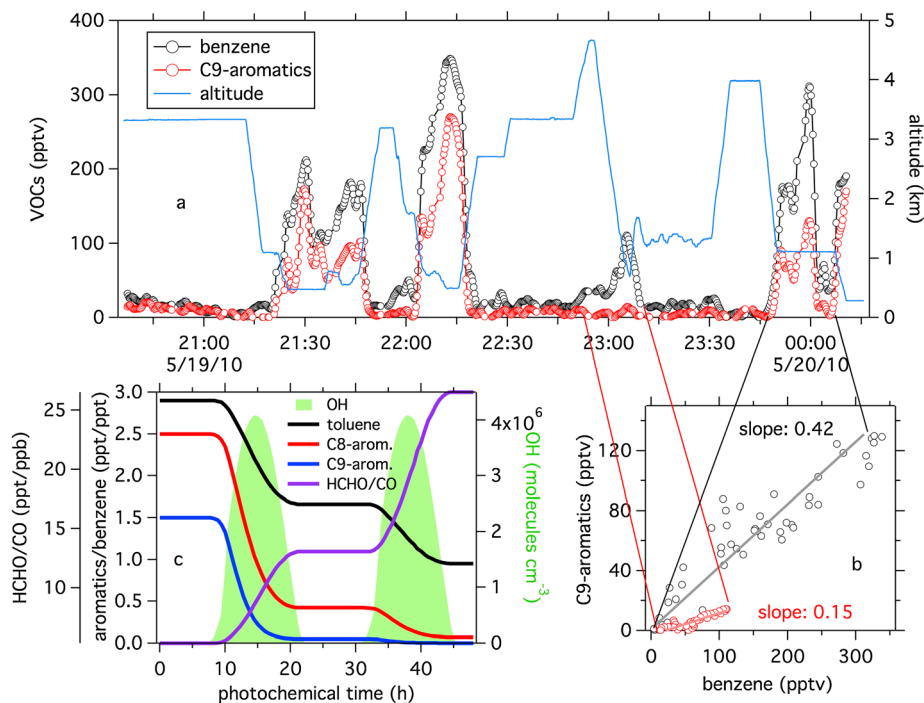 400
300
200
100
0
VOCs (pptv)
benzene
C9-aromatics
altitude
a
5
4
3
2
1
0
altitude (km)
21:00
21:30
22:00
22:30
23:00
23:30
00:00
5/19/10
5/20/10
25
20
15
10
HCHO/CO (ppt/ppb)
3.0
2.5
2.0
1.5
1.0
0.5
0.0
aromatics/benzene (ppt/ppt)
OH
toluene
C8-arom.
C9-arom.
HCHO/CO
c
4x10⁶
3
2
1
0
OH (molecules cm⁻³)
0
10
20
30
40
photochemical time (h)
120
80
40
0
C9-aromatics (pptv)
slope: 0.42
b
slope: 0.15
0
100
200
300
benzene (pptv)